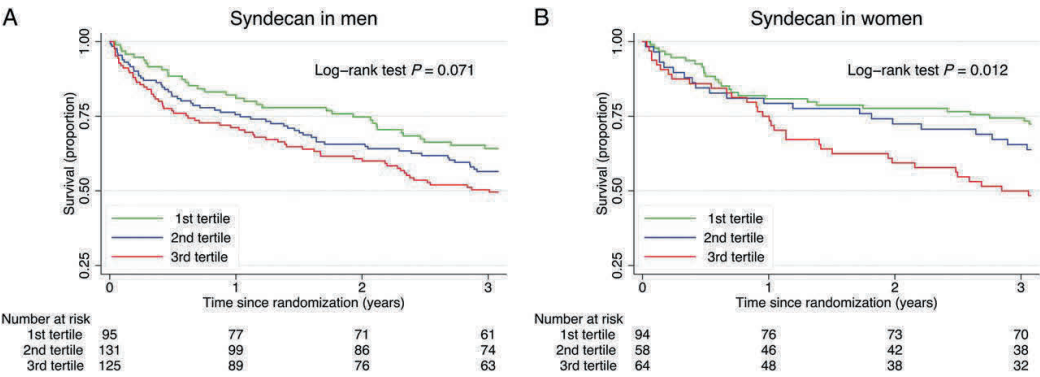 A
Syndecan in men
Log-rank test P = 0.071
Survival (proportion)
1.00
0.75
0.50
0.25
1st tertile
2nd tertile
3rd tertile
0 1 2 3
Time since randomization (years)
Number at risk
1st tertile 95 77 71 61
2nd tertile 131 99 86 74
3rd tertile 125 89 76 63
B
Syndecan in women
Log-rank test P = 0.012
Survival (proportion)
1.00
0.75
0.50
0.25
1st tertile
2nd tertile
3rd tertile
0 1 2 3
Time since randomization (years)
Number at risk
1st tertile 94 76 73 70
2nd tertile 58 46 42 38
3rd tertile 64 48 38 32